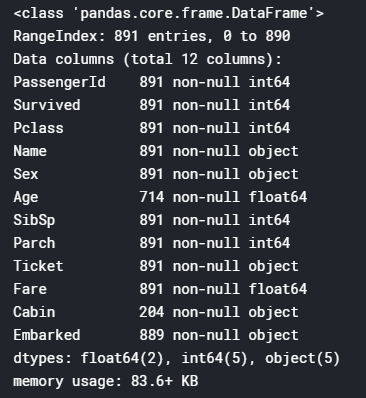 <class 'pandas.core.frame.DataFrame'>
RangeIndex: 891 entries, 0 to 890
Data columns (total 12 columns):
PassengerId    891 non-null int64
Survived       891 non-null int64
Pclass         891 non-null int64
Name           891 non-null object
Sex            891 non-null object
Age            714 non-null float64
SibSp          891 non-null int64
Parch          891 non-null int64
Ticket         891 non-null object
Fare           891 non-null float64
Cabin          204 non-null object
Embarked       889 non-null object
dtypes: float64(2), int64(5), object(5)
memory usage: 83.6+ KB